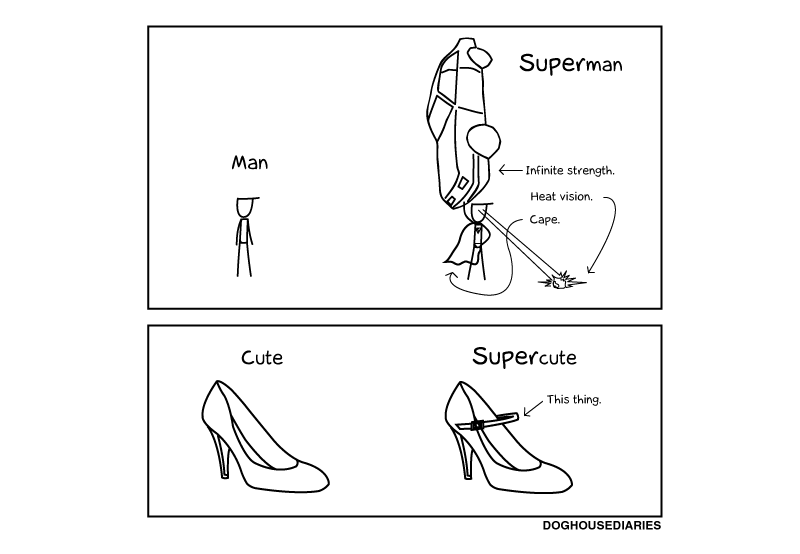 Superman
Man
Infinite strength.
Heat vision.
Cape.
Cute
Supercute
This thing.
DOGHOUSEDIARIES